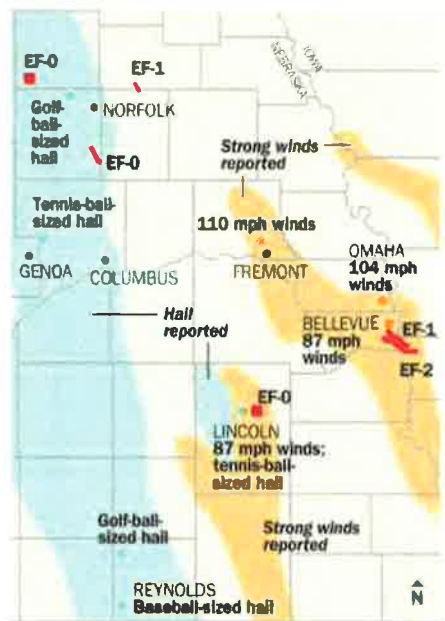 EF-0
EF-1
Golf-
ball-
sized
hail
NORFOLK
EF-0
NEBRASKA
IOWA
Strong winds
reported
Tennis-ball-
sized hail
110 mph winds
GENOA
COLUMBUS
FREMONT
OMAHA
104 mph
winds
Hail
reported
BELLEVUE
87 mph
winds
EF-1
EF-2
EF-0
LINCOLN
87 mph winds;
tennis-ball-
sized hail
Golf-ball-
sized hail
Strong winds
reported
REYNOLDS
Baseball-sized hail
N